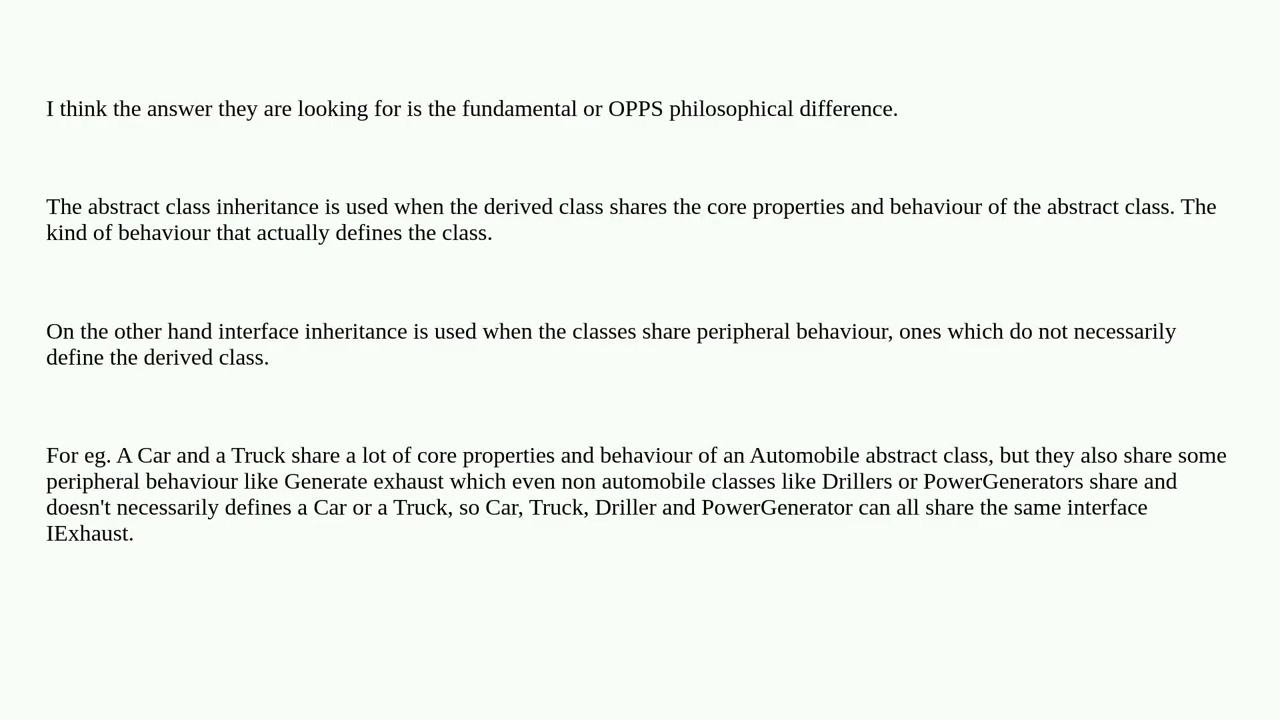 I think the answer they are looking for is the fundamental or OPPS philosophical difference.
The abstract class inheritance is used when the derived class shares the core properties and behaviour of the abstract class. The
kind of behaviour that actually defines the class.
On the other hand interface inheritance is used when the classes share peripheral behaviour, ones which do not necessarily
define the derived class.
For eg. A Car and a Truck share a lot of core properties and behaviour of an Automobile abstract class, but they also share some
peripheral behaviour like Generate exhaust which even non automobile classes like Drillers or PowerGenerators share and
doesn't necessarily defines a Car or a Truck, so Car, Truck, Driller and PowerGenerator can all share the same interface
IExhaust.